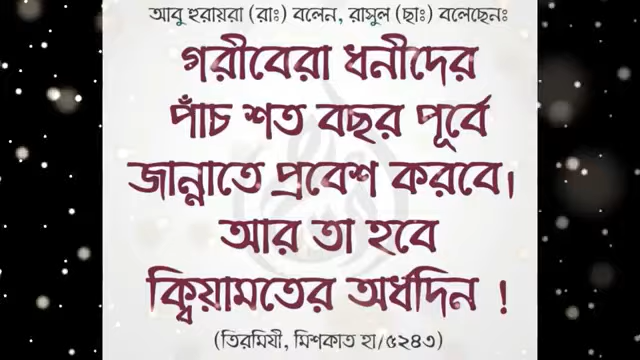 আবু হুরায়রা (রাঃ) বলেন, রাসুল (ছাঃ) বলেছেনঃ
গরীবেরা ধনীদের
পাঁচ শত বছর পূর্বে
জান্নাতে প্রবেশ করবে।
আর তা হবে
ক্বিয়ামতের অর্ধদিন !
(তিরমিযী, মিশকাত হা/৫২৪৩)